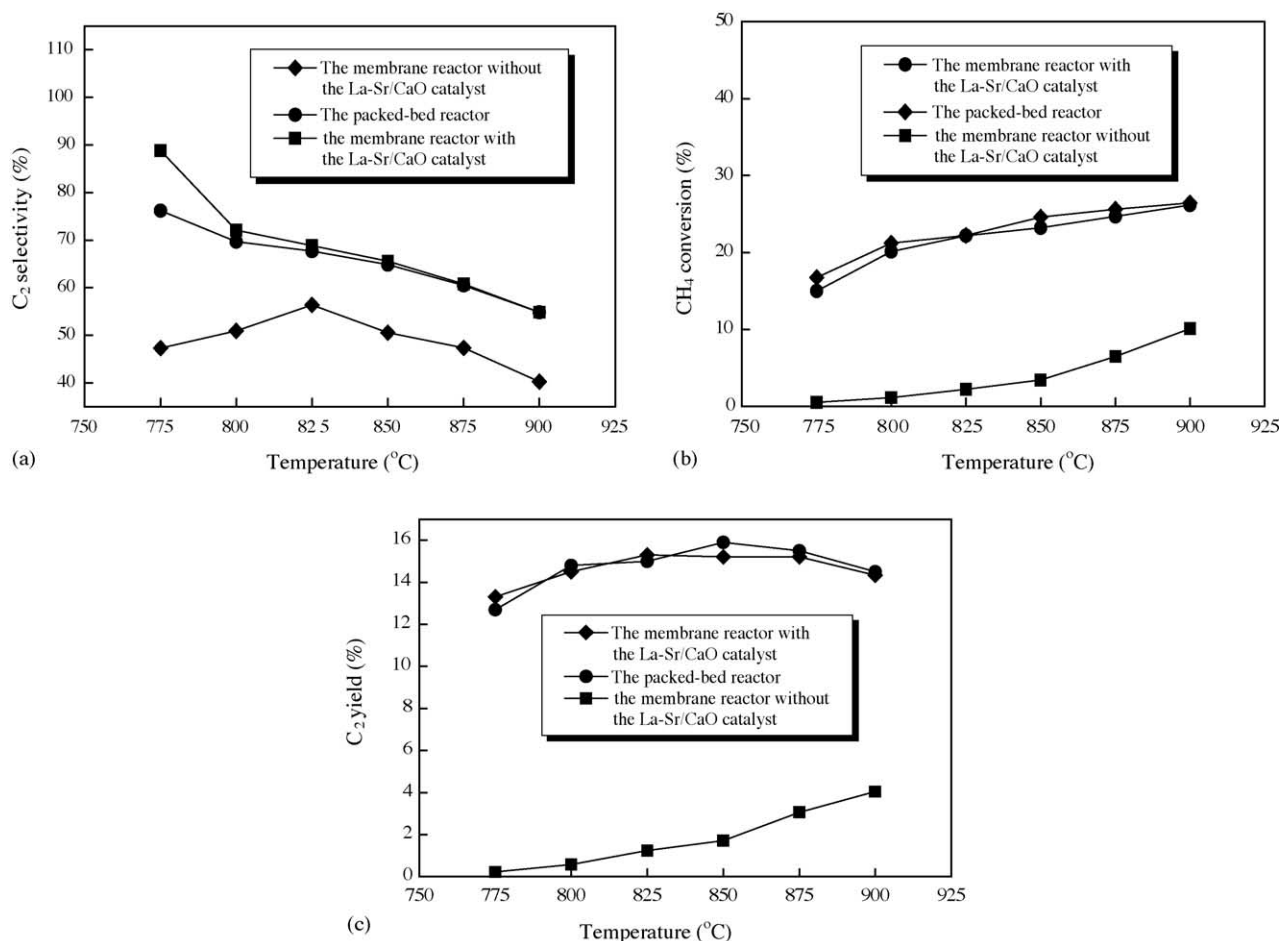 110
100
90
80
70
60
50
40
C2 selectivity (%)
The membrane reactor without
the La-Sr/CaO catalyst
The packed-bed reactor
the membrane reactor with
the La-Sr/CaO catalyst
750 775 800 825 850 875 900 925
(a)
Temperature (°C)
50
40
30
20
10
0
CH4 conversion (%)
The membrane reactor with
the La-Sr/CaO catalyst
The packed-bed reactor
the membrane reactor without
the La-Sr/CaO catalyst
750 775 800 825 850 875 900 925
(b)
Temperature (°C)
16
14
12
10
8
6
4
2
0
C2 yield (%)
The membrane reactor with
the La-Sr/CaO catalyst
The packed-bed reactor
the membrane reactor without
the La-Sr/CaO catalyst
750 775 800 825 850 875 900 925
(c)
Temperature (°C)